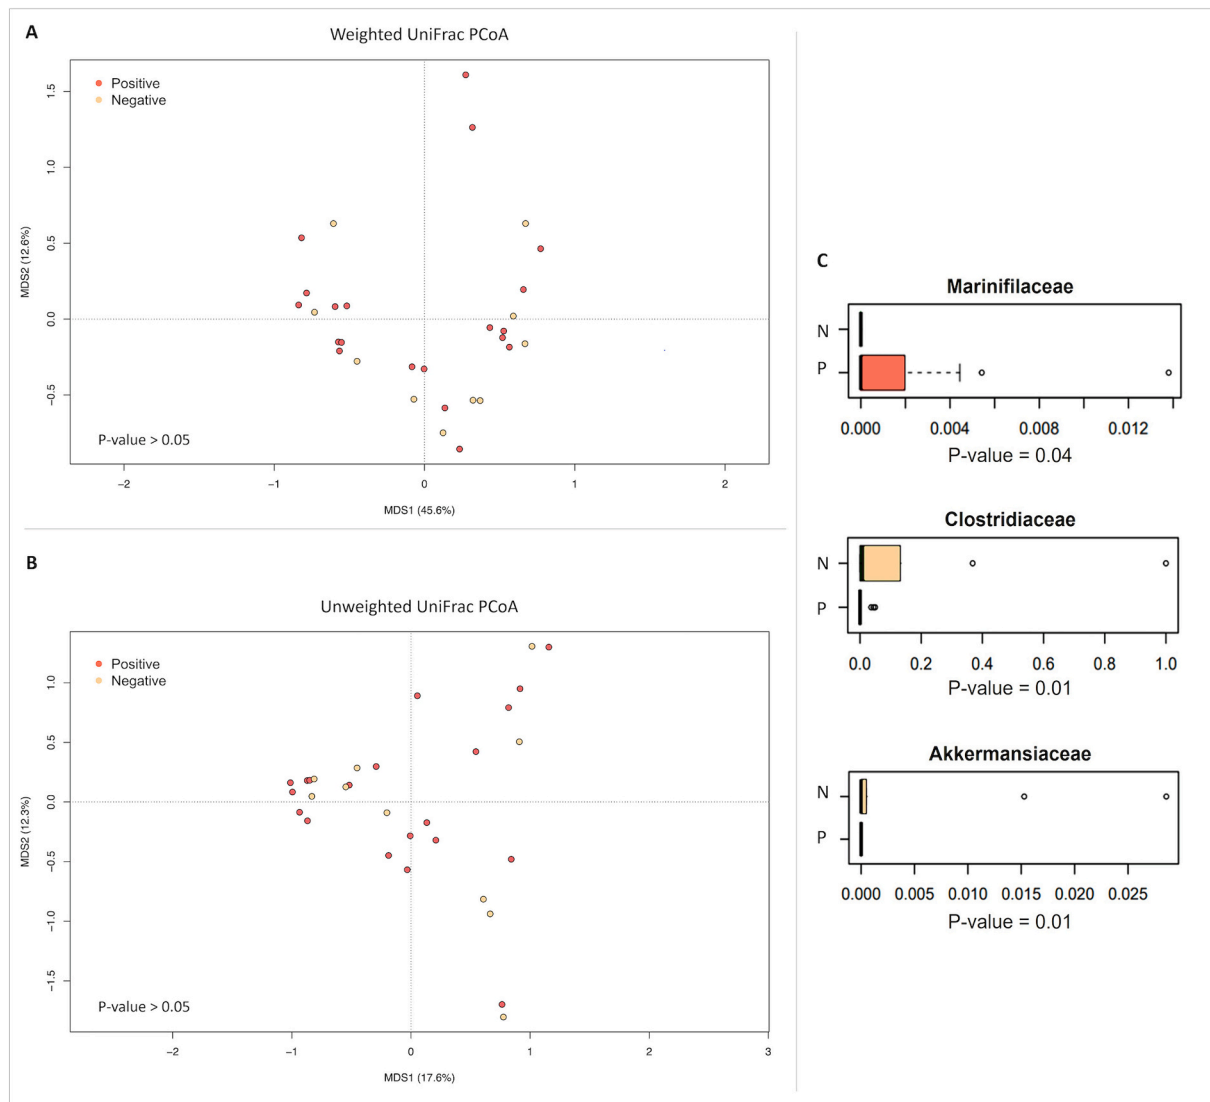 A
Weighted UniFrac PCoA
Positive
Negative
1.5
1.0
0.5
0.0
−0.5
MDS2 (12.6%)
P-value > 0.05
−2 −1 0 1 2
MDS1 (45.6%)
B
Unweighted UniFrac PCoA
Positive
Negative
1.0
0.5
0.0
−0.5
−1.0
−1.5
MDS2 (12.3%)
P-value > 0.05
−2 −1 0 1 2 3
MDS1 (17.6%)
C
Marinifilaceae
N
P
0.000 0.004 0.008 0.012
P-value = 0.04
Clostridiaceae
N
P
0.0 0.2 0.4 0.6 0.8 1.0
P-value = 0.01
Akkermansiaceae
N
P
0.000 0.005 0.010 0.015 0.020 0.025
P-value = 0.01